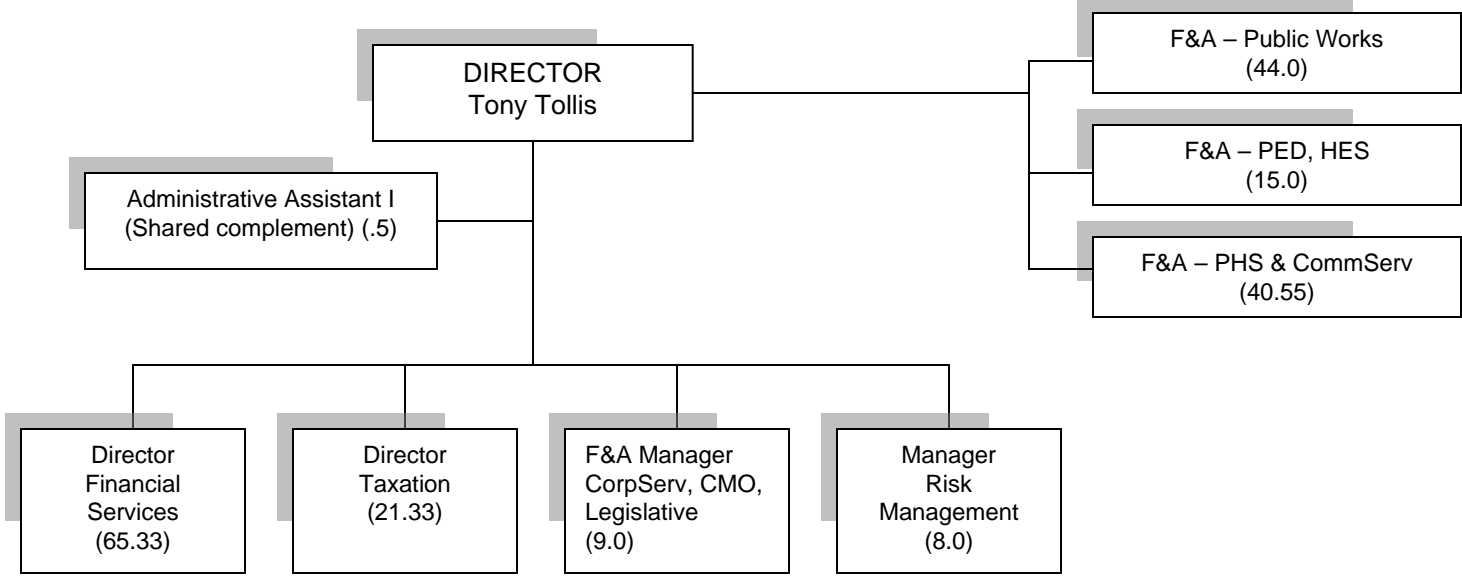 DIRECTOR
Tony Tollis
F&A – Public Works
(44.0)
F&A – PED, HES
(15.0)
F&A – PHS & CommServ
(40.55)
Administrative Assistant I
(Shared complement) (.5)
Director
Financial
Services
(65.33)
Director
Taxation
(21.33)
F&A Manager
CorpServ, CMO,
Legislative
(9.0)
Manager
Risk
Management
(8.0)